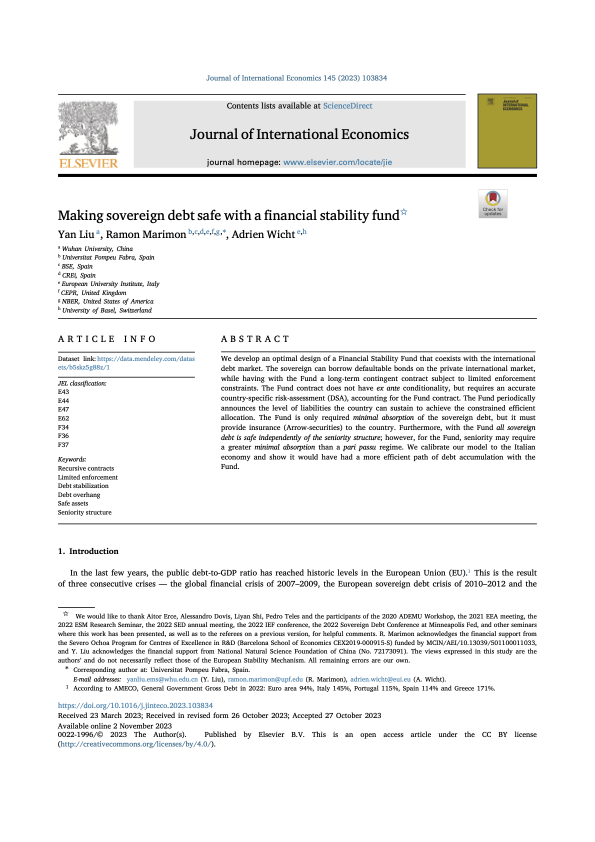 Journal of International Economics 145 (2023) 103834
Contents lists available at ScienceDirect
Journal of International Economics
journal homepage: www.elsevier.com/locate/jie
ELSEVIER
Check for
updates
Making sovereign debt safe with a financial stability fund☆
Yan Liu a, Ramon Marimon b,c,d,e,f,g,*, Adrien Wicht e,h
a Wuhan University, China
b Universitat Pompeu Fabra, Spain
c BSE, Spain
d CREi, Spain
e European University Institute, Italy
f CEPR, United Kingdom
g NBER, United States of America
h University of Basel, Switzerland
ARTICLE INFO
Dataset link: https://data.mendeley.com/datas
ets/b5skz5g88z/1
JEL classification:
E43
E44
E47
E62
F34
F36
F37
Keywords:
Recursive contracts
Limited enforcement
Debt stabilization
Debt overhang
Safe assets
Seniority structure
ABSTRACT
We develop an optimal design of a Financial Stability Fund that coexists with the international
debt market. The sovereign can borrow defaultable bonds on the private international market,
while having with the Fund a long-term contingent contract subject to limited enforcement
constraints. The Fund contract does not have ex ante conditionality, but requires an accurate
country-specific risk-assessment (DSA), accounting for the Fund contract. The Fund periodically
announces the level of liabilities the country can sustain to achieve the constrained efficient
allocation. The Fund is only required minimal absorption of the sovereign debt, but it must
provide insurance (Arrow-securities) to the country. Furthermore, with the Fund all sovereign
debt is safe independently of the seniority structure; however, for the Fund, seniority may require
a greater minimal absorption than a pari passu regime. We calibrate our model to the Italian
economy and show it would have had a more efficient path of debt accumulation with the
Fund.
1. Introduction
In the last few years, the public debt-to-GDP ratio has reached historic levels in the European Union (EU).1 This is the result
of three consecutive crises — the global financial crisis of 2007–2009, the European sovereign debt crisis of 2010–2012 and the
☆ We would like to thank Aitor Erce, Alessandro Dovis, Liyan Shi, Pedro Teles and the participants of the 2020 ADEMU Workshop, the 2021 EEA meeting, the
2022 ESM Research Seminar, the 2022 SED annual meeting, the 2022 IEF conference, the 2022 Sovereign Debt Conference at Minneapolis Fed, and other seminars
where this work has been presented, as well as to the referees on a previous version, for helpful comments. R. Marimon acknowledges the financial support from
the Severo Ochoa Program for Centres of Excellence in R&D (Barcelona School of Economics CEX2019-000915-S) funded by MCIN/AEI/10.13039/501100011033,
and Y. Liu acknowledges the support from National Natural Science Foundation of China (No. 72173091). The views expressed in this study are the
authors' and do not necessarily reflect those of the European Stability Mechanism. All remaining errors are our own.
* Corresponding author at: Universitat Pompeu Fabra, Spain.
E-mail addresses: yanliu.ems@whu.edu.cn (Y. Liu), ramon.marimon@upf.edu (R. Marimon), adrien.wicht@eui.eu (A. Wicht).
1 According to AMECO, General Government Gross Debt in 2022: Euro area 94%, Italy 145%, Portugal 115%, Spain 114% and Greece 171%.
https://doi.org/10.1016/j.jinteco.2023.103834
Received 23 March 2023; Received in revised form 26 October 2023; Accepted 27 October 2023
Available online 2 November 2023
0022-1996/© 2023 The Author(s). Published by Elsevier B.V. This is an open access article under the CC BY license
(http://creativecommons.org/licenses/by/4.0/).